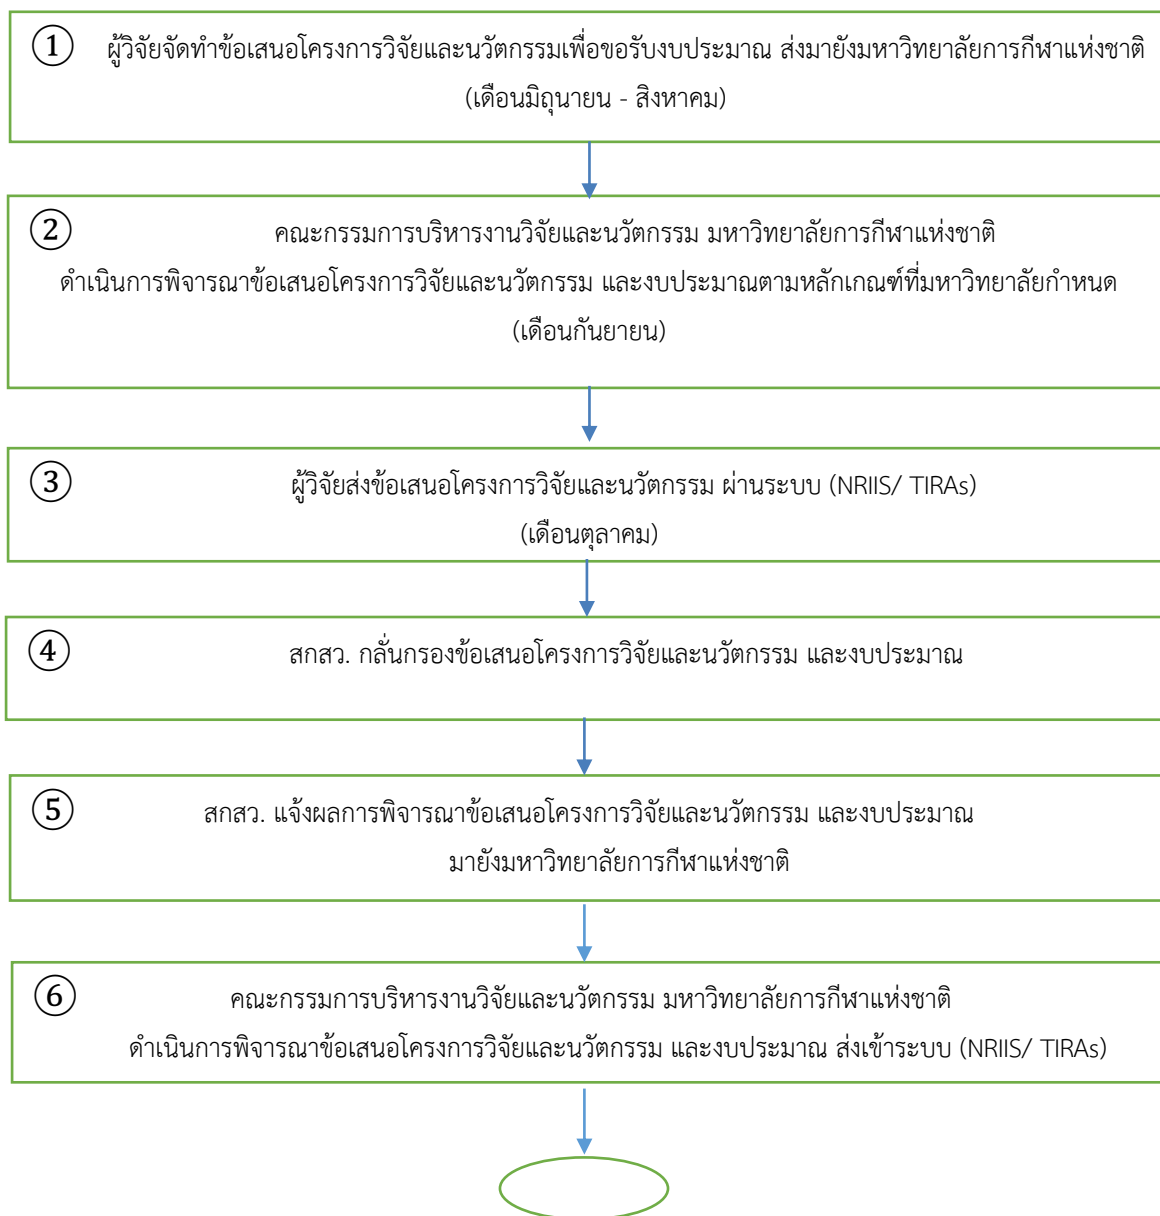 ① ผู้วิจัยจัดทำข้อเสนอโครงการวิจัยและนวัตกรรมเพื่อขอรับงบประมาณ ส่งมายังมหาวิทยาลัยการกีฬาแห่งชาติ
(เดือนมิถุนายน - สิงหาคม)
② คณะกรรมการบริหารงานวิจัยและนวัตกรรม มหาวิทยาลัยการกีฬาแห่งชาติ
ดำเนินการพิจารณาข้อเสนอโครงการวิจัยและนวัตกรรม และงบประมาณตามหลักเกณฑ์ที่มหาวิทยาลัยกำหนด
(เดือนกันยายน)
③ ผู้วิจัยส่งข้อเสนอโครงการวิจัยและนวัตกรรม ผ่านระบบ (NRIIS/ TIRAs)
(เดือนตุลาคม)
④ สกสว. กลั่นกรองข้อเสนอโครงการวิจัยและนวัตกรรม และงบประมาณ
⑤ สกสว. แจ้งผลการพิจารณาข้อเสนอโครงการวิจัยและนวัตกรรม และงบประมาณ
มายังมหาวิทยาลัยการกีฬาแห่งชาติ
⑥ คณะกรรมการบริหารงานวิจัยและนวัตกรรม มหาวิทยาลัยการกีฬาแห่งชาติ
ดำเนินการพิจารณาข้อเสนอโครงการวิจัยและนวัตกรรม และงบประมาณ ส่งเข้าระบบ (NRIIS/ TIRAs)